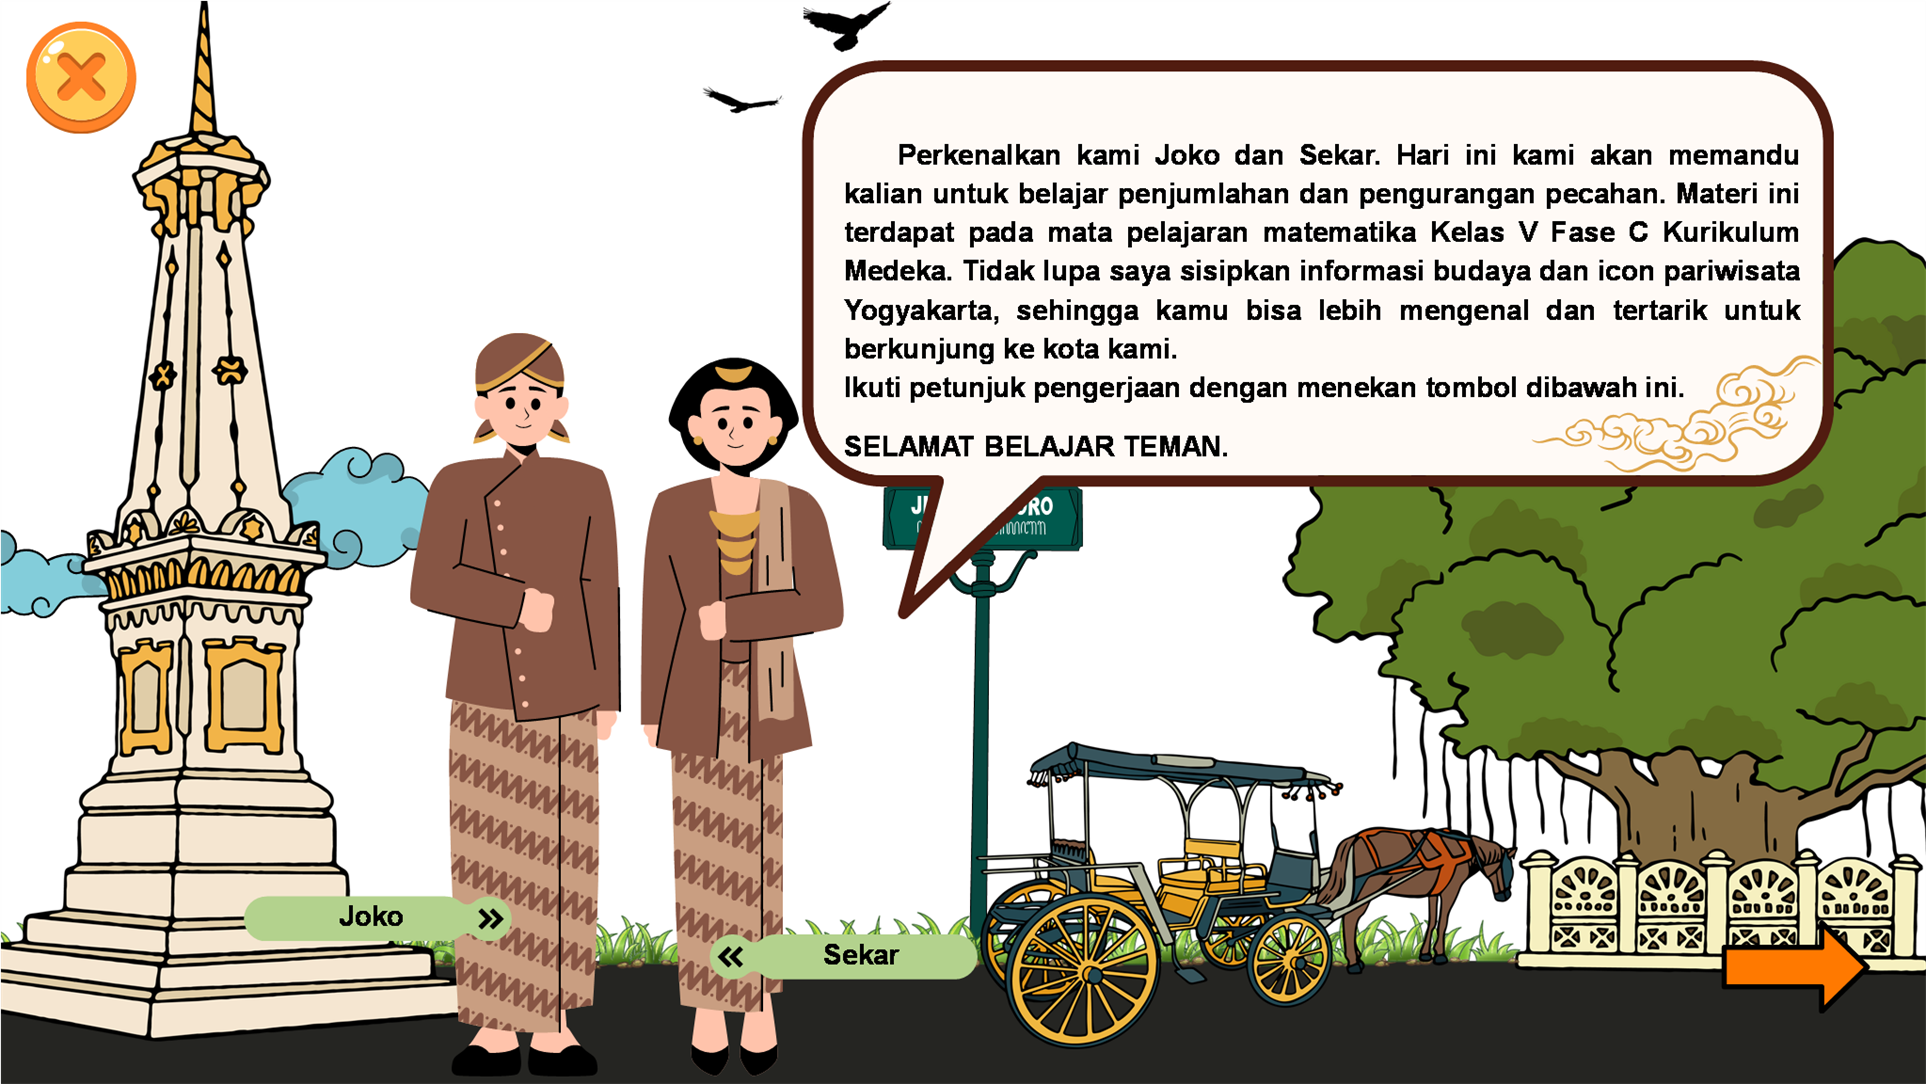 Perkenalkan kami Joko dan Sekar. Hari ini kami akan memandu
kalian untuk belajar penjumlahan dan pengurangan pecahan. Materi ini
terdapat pada mata pelajaran matematika Kelas V Fase C Kurikulum
Medeka. Tidak lupa saya sisipkan informasi budaya dan icon pariwisata
Yogyakarta, sehingga kamu bisa lebih mengenal dan tertarik untuk
berkunjung ke kota kami.
Ikuti petunjuk pengerjaan dengan menekan tombol dibawah ini.
SELAMAT BELAJAR TEMAN.
Joko
Sekar